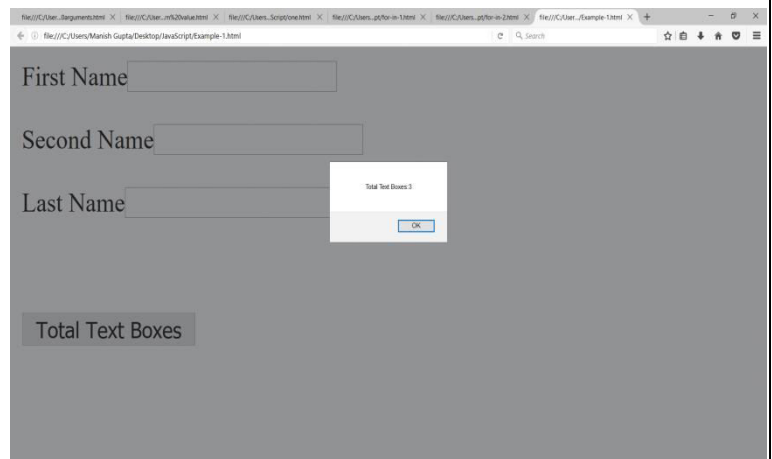 file:///C:/User...0arguments.html
file:///C:/User...m%20value.html
file:///C:/Users...Script/one.html
file:///C:/Users...pt/for-in-1.html
file:///C:/Users...pt/for-in-2.html
file:///C:/User.../Example-1.html
file:///C:/Users/Manish Gupta/Desktop/JavaScript/Example-1.html
Search
First Name
Second Name
Last Name
Total Text Boxes:3
OK
Total Text Boxes